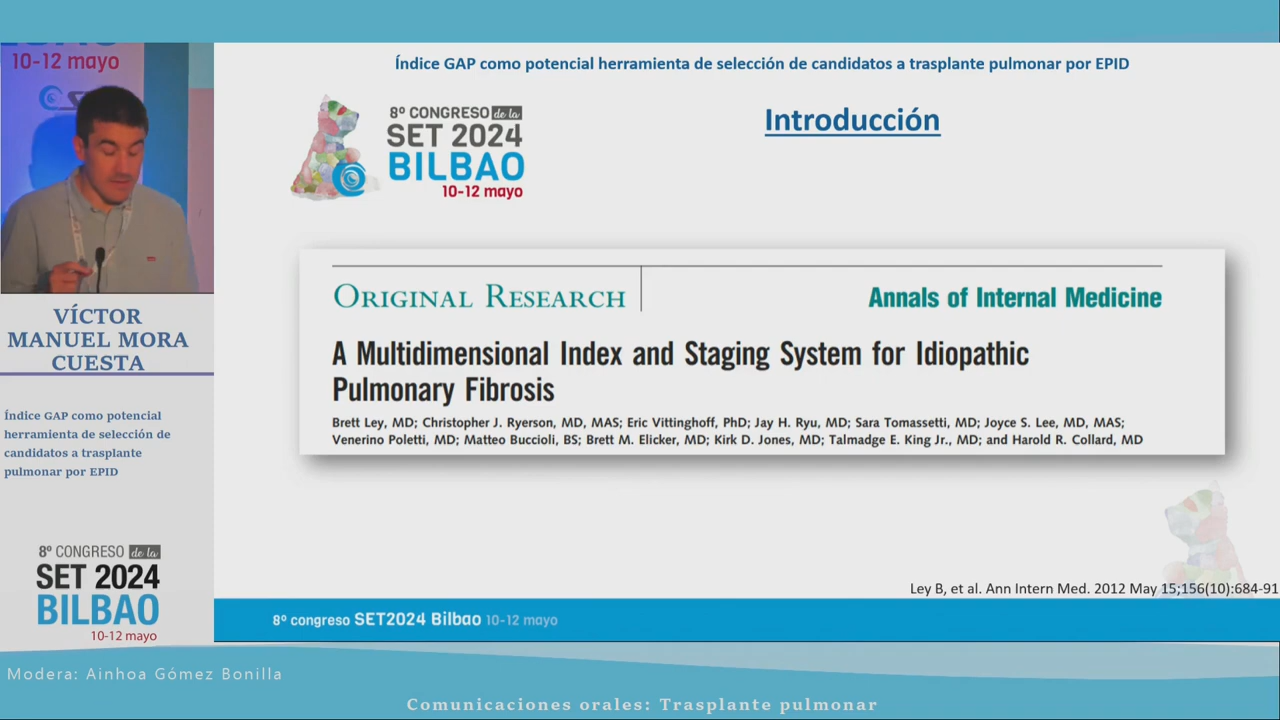 10-12 mayo
VÍCTOR
MANUEL MORA
CUESTA
Índice GAP como potencial
herramienta de selección de
candidatos a trasplante
pulmonar por EPID
8º CONGRESO de la
SET 2024
BILBAO
10-12 mayo
Índice GAP como potencial herramienta de selección de candidatos a trasplante pulmonar por EPID
8º CONGRESO de la
SET 2024
BILBAO
10-12 mayo
Introducción
ORIGINAL RESEARCH
Annals of Internal Medicine
A Multidimensional Index and Staging System for Idiopathic
Pulmonary Fibrosis
Brett Ley, MD; Christopher J. Ryerson, MD, MAS; Eric Vittinghoff, PhD; Jay H. Ryu, MD; Sara Tomassetti, MD; Joyce S. Lee, MD, MAS;
Venerino Poletti, MD; Matteo Buccioli, BS; Brett M. Elicker, MD; Kirk D. Jones, MD; Talmadge E. King Jr., MD; and Harold R. Collard, MD
Ley B, et al. Ann Intern Med. 2012 May 15;156(10):684-91
8º congreso SET2024 Bilbao 10-12 mayo
Modera: Ainhoa Gómez Bonilla
Comunicaciones orales: Trasplante pulmonar